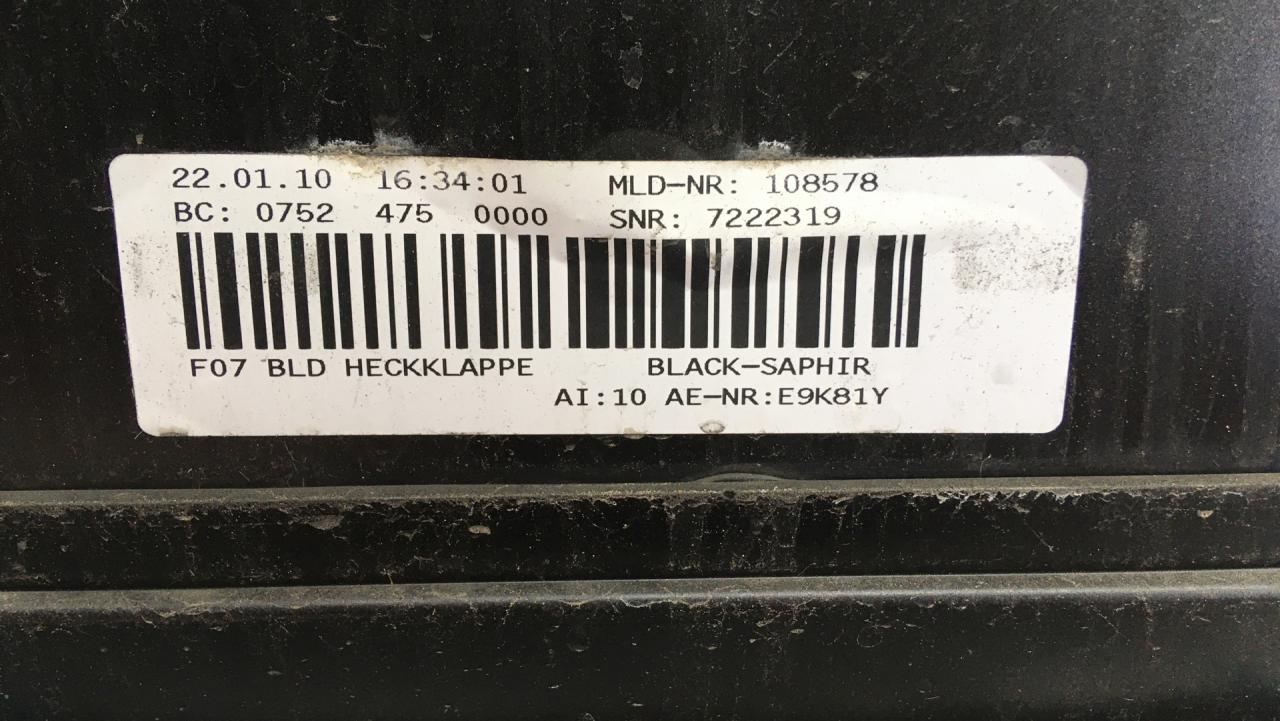 22.01.10 16:34:01 MLD-NR: 108578
BC: 0752 475 0000 SNR: 7222319
F07 BLD HECKKLAPPE BLACK-SAPHIR
AI:10 AE-NR:E9K81Y